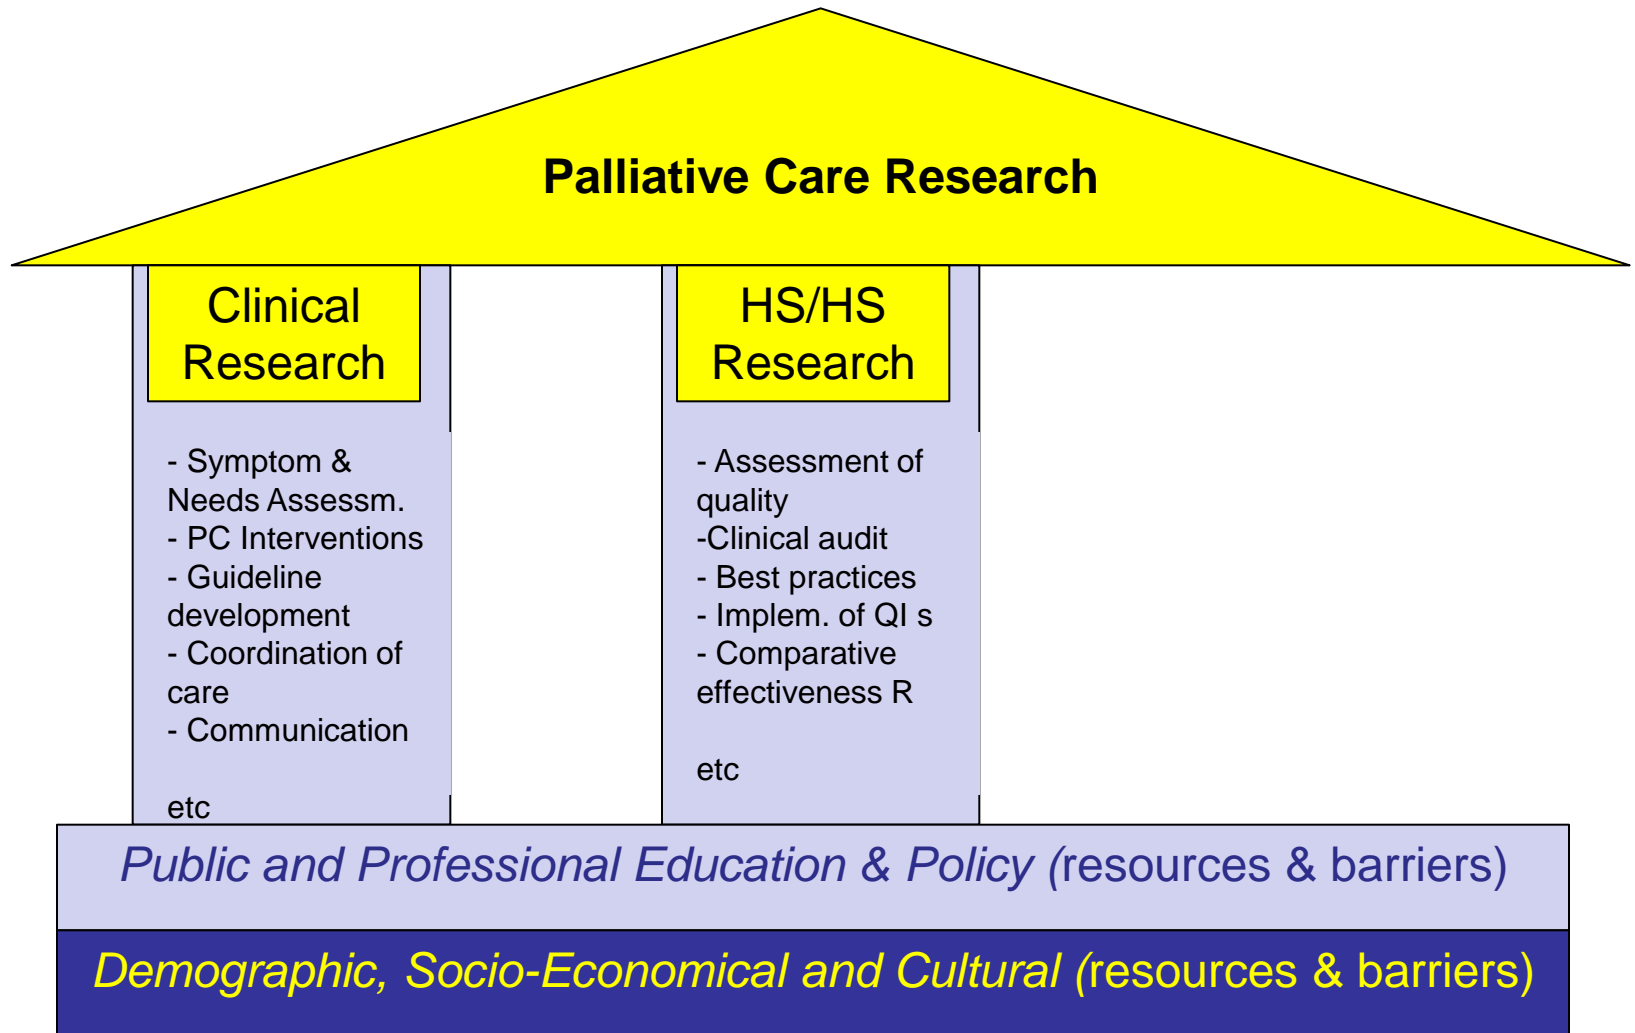 Palliative Care Research
Clinical
Research
- Symptom &
Needs Assessm.
- PC Interventions
- Guideline
development
- Coordination of
care
- Communication
etc
HS/HS
Research
- Assessment of
quality
-Clinical audit
- Best practices
- Implem. of QI s
- Comparative
effectiveness R
etc
Public and Professional Education & Policy (resources & barriers)
Demographic, Socio-Economical and Cultural (resources & barriers)